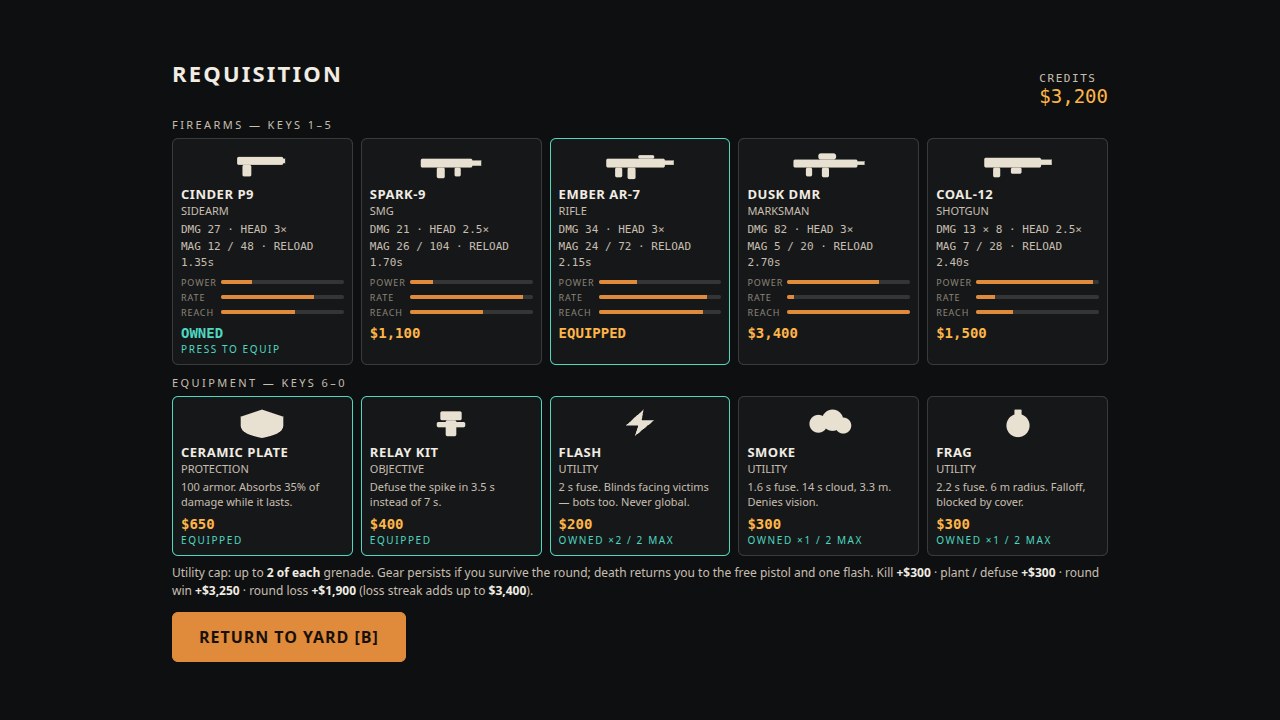 REQUISITION
CREDITS
$3,200
FIREARMS — KEYS 1–5
CINDER P9
SIDEARM
DMG 27 · HEAD 3×
MAG 12 / 48 · RELOAD
1.35s
POWER
RATE
REACH
OWNED
PRESS TO EQUIP
SPARK-9
SMG
DMG 21 · HEAD 2.5×
MAG 26 / 104 · RELOAD
1.70s
POWER
RATE
REACH
$1,100
EMBER AR-7
RIFLE
DMG 34 · HEAD 3×
MAG 24 / 72 · RELOAD
2.15s
POWER
RATE
REACH
EQUIPPED
DUSK DMR
MARKSMAN
DMG 82 · HEAD 3×
MAG 5 / 20 · RELOAD
2.70s
POWER
RATE
REACH
$3,400
COAL-12
SHOTGUN
DMG 13 × 8 · HEAD 2.5×
MAG 7 / 28 · RELOAD
2.40s
POWER
RATE
REACH
$1,500
EQUIPMENT — KEYS 6–0
CERAMIC PLATE
PROTECTION
100 armor. Absorbs 35% of
damage while it lasts.
$650
EQUIPPED
RELAY KIT
OBJECTIVE
Defuse the spike in 3.5 s
instead of 7 s.
$400
EQUIPPED
FLASH
UTILITY
2 s fuse. Blinds facing victims
— bots too. Never global.
$200
OWNED ×2 / 2 MAX
SMOKE
UTILITY
1.6 s fuse. 14 s cloud, 3.3 m.
Denies vision.
$300
OWNED ×1 / 2 MAX
FRAG
UTILITY
2.2 s fuse. 6 m radius. Falloff,
blocked by cover.
$300
OWNED ×1 / 2 MAX
Utility cap: up to 2 of each grenade. Gear persists if you survive the round; death returns you to the free pistol and one flash. Kill +$300 · plant / defuse +$300 · round
win +$3,250 · round loss +$1,900 (loss streak adds up to $3,400).
RETURN TO YARD [B]